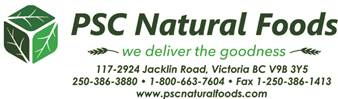 PSC Natural Foods
we deliver the goodness
117-2924 Jacklin Road, Victoria BC V9B 3Y5
250-386-3880 • 1-800-663-7604 • Fax 1-250-386-1413
www.pscnaturalfoods.com